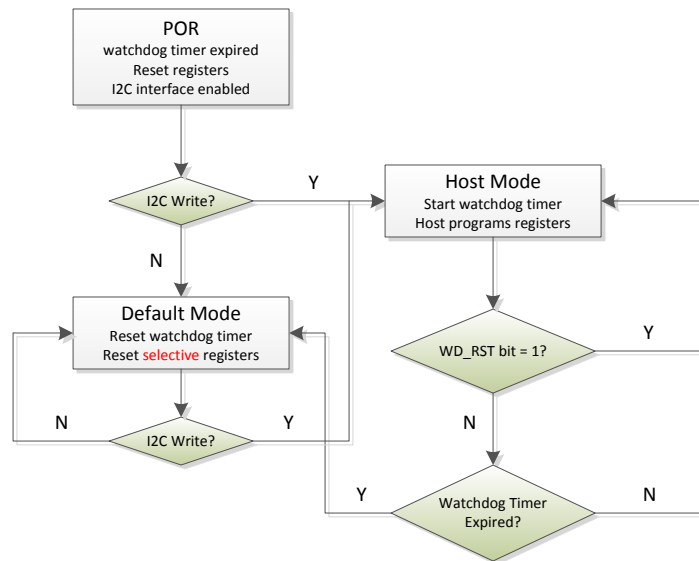 POR
watchdog timer expired
Reset registers
I2C interface enabled
I2C Write?
Y
N
Host Mode
Start watchdog timer
Host programs registers
Default Mode
Reset watchdog timer
Reset selective registers
WD_RST bit = 1?
Y
N
I2C Write?
N
Y
Watchdog Timer
Expired?
Y
N